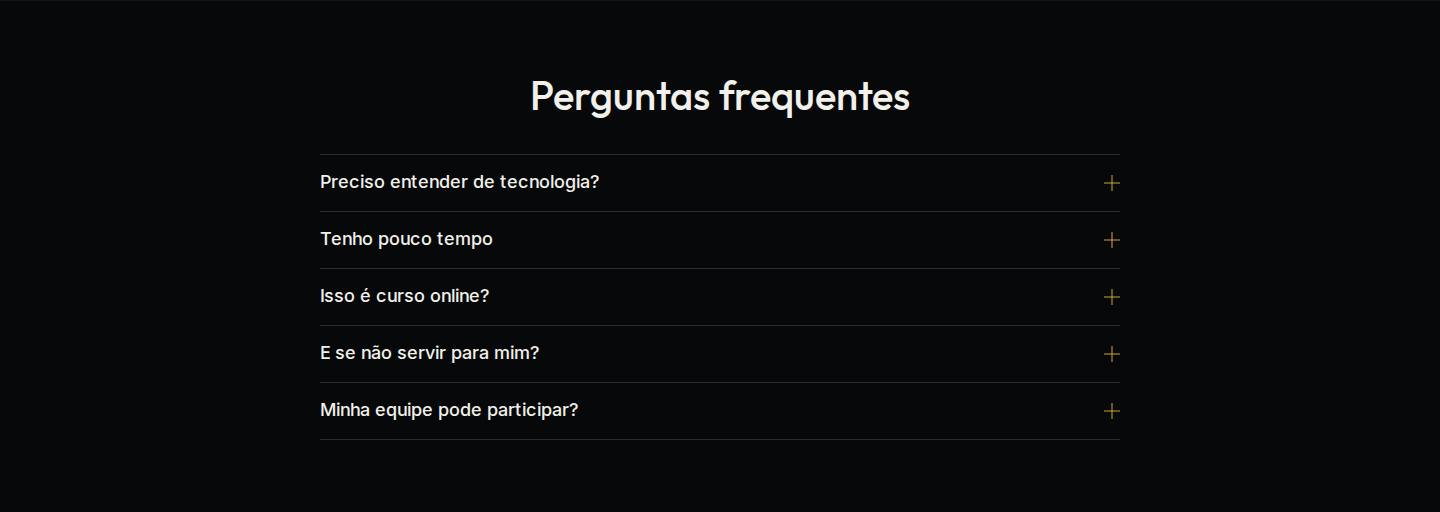 Perguntas frequentes
Preciso entender de tecnologia?
Tenho pouco tempo
Isso é curso online?
E se não servir para mim?
Minha equipe pode participar?